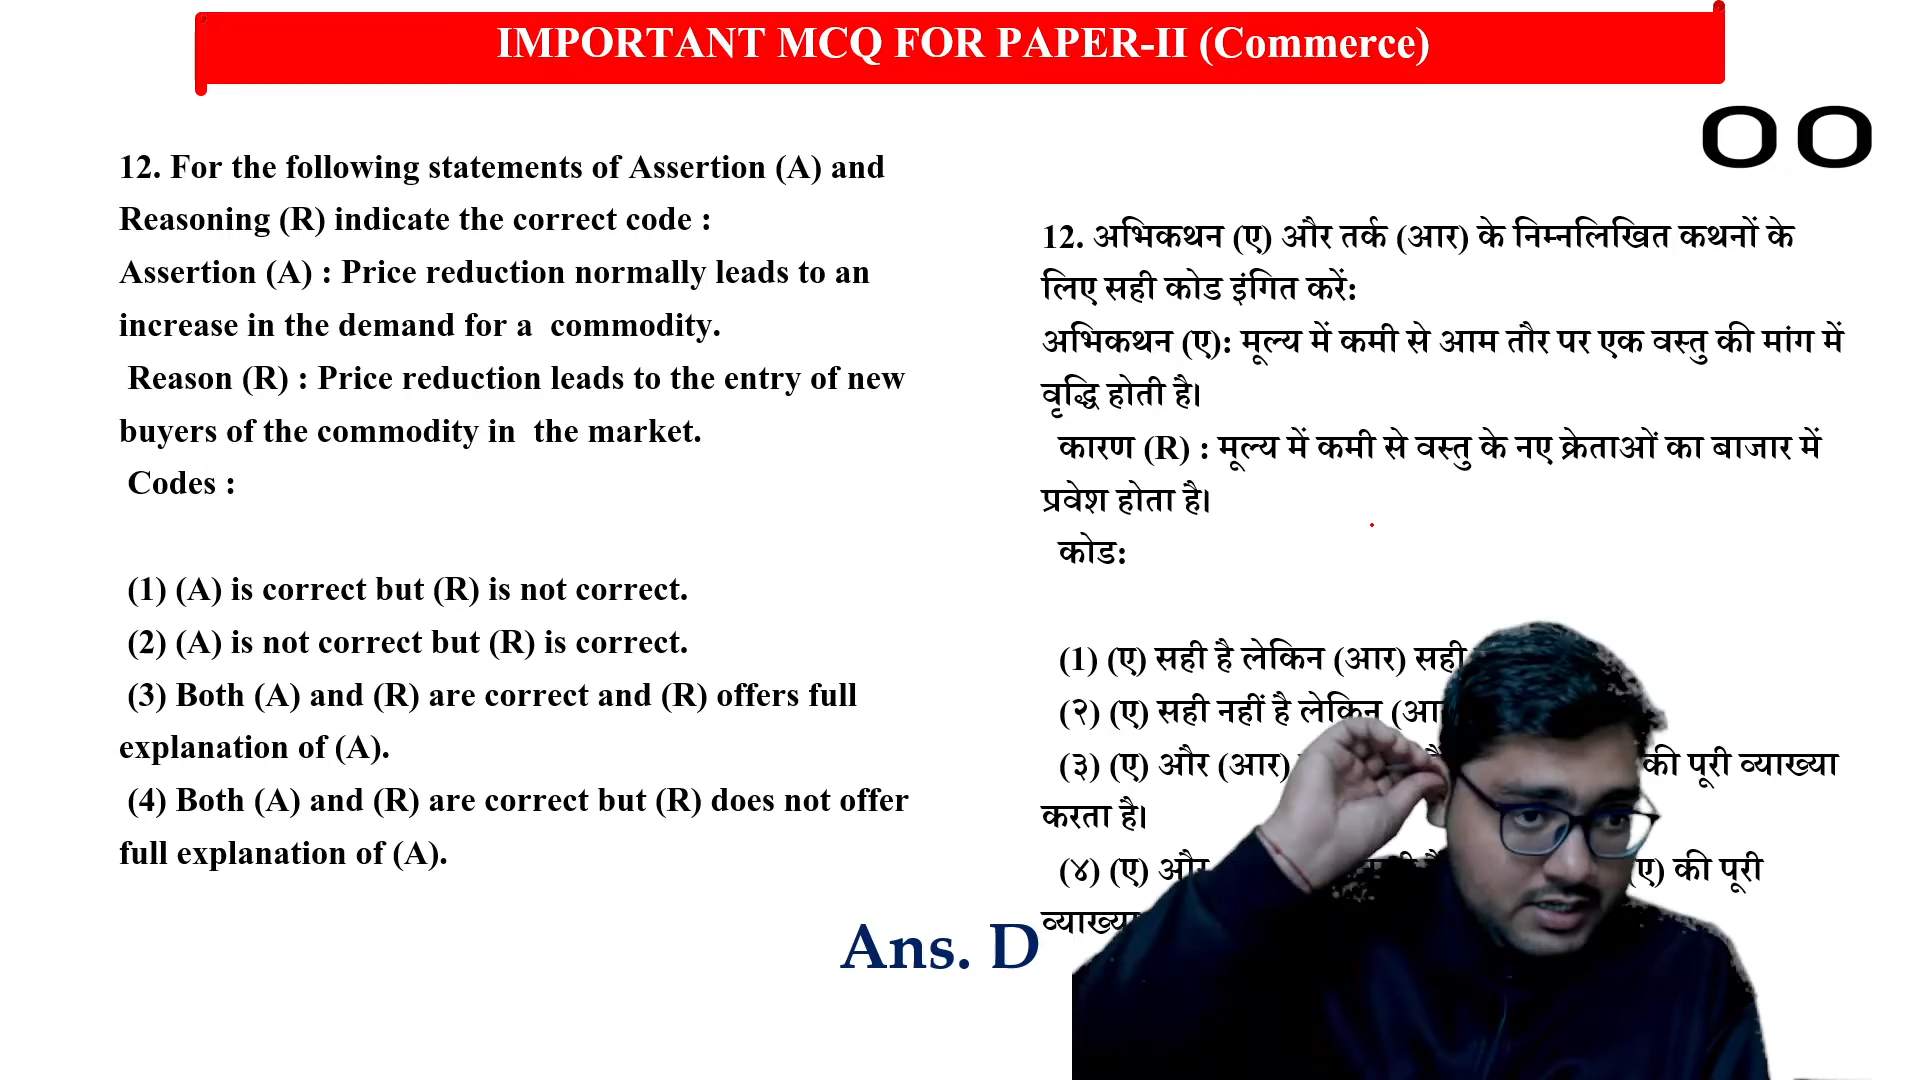 IMPORTANT MCQ FOR PAPER-II (Commerce)
00
12. For the following statements of Assertion (A) and
Reasoning (R) indicate the correct code :
Assertion (A) : Price reduction normally leads to an
increase in the demand for a commodity.
Reason (R) : Price reduction leads to the entry of new
buyers of the commodity in the market.
Codes :
(1) (A) is correct but (R) is not correct.
(2) (A) is not correct but (R) is correct.
(3) Both (A) and (R) are correct and (R) offers full
explanation of (A).
(4) Both (A) and (R) are correct but (R) does not offer
full explanation of (A).
12. अभिकथन (ए) और तर्क (आर) के निम्नलिखित कथनों के
लिए सही कोड इंगित करें:
अभिकथन (ए): मूल्य में कमी से आम तौर पर एक वस्तु की मांग में
वृद्धि होती है।
कारण (R) : मूल्य में कमी से वस्तु के नए क्रेताओं का बाजार में
प्रवेश होता है।
कोड:
(1) (ए) सही है लेकिन (आर) सही
(२) (ए) सही नहीं है लेकिन
(३) (ए) और (आर) की पूरी व्याख्या
करता है।
(४) (ए) और (ए) की पूरी
व्याख्या
Ans. D